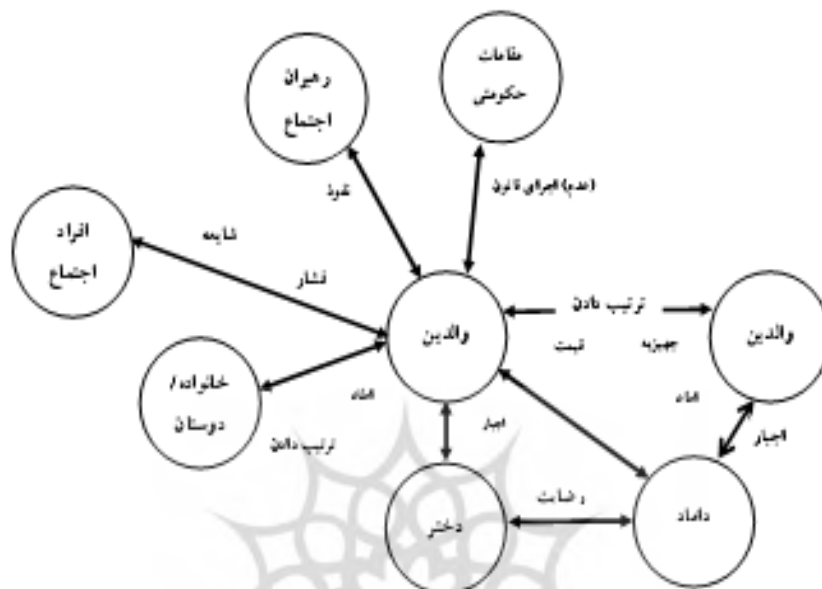 مقامات
حکومتی
رهبران
اجتماع
نفوذ
(عدم) اجرای قانون
افراد
اجتماع
شایعه
فشار
والدین
ترتیب دادن
قیمت
جهیزیه
والدین
خانواده/
دوستان
ترتیب دادن
اجبار
اجبار
دختر
رضایت
داماد